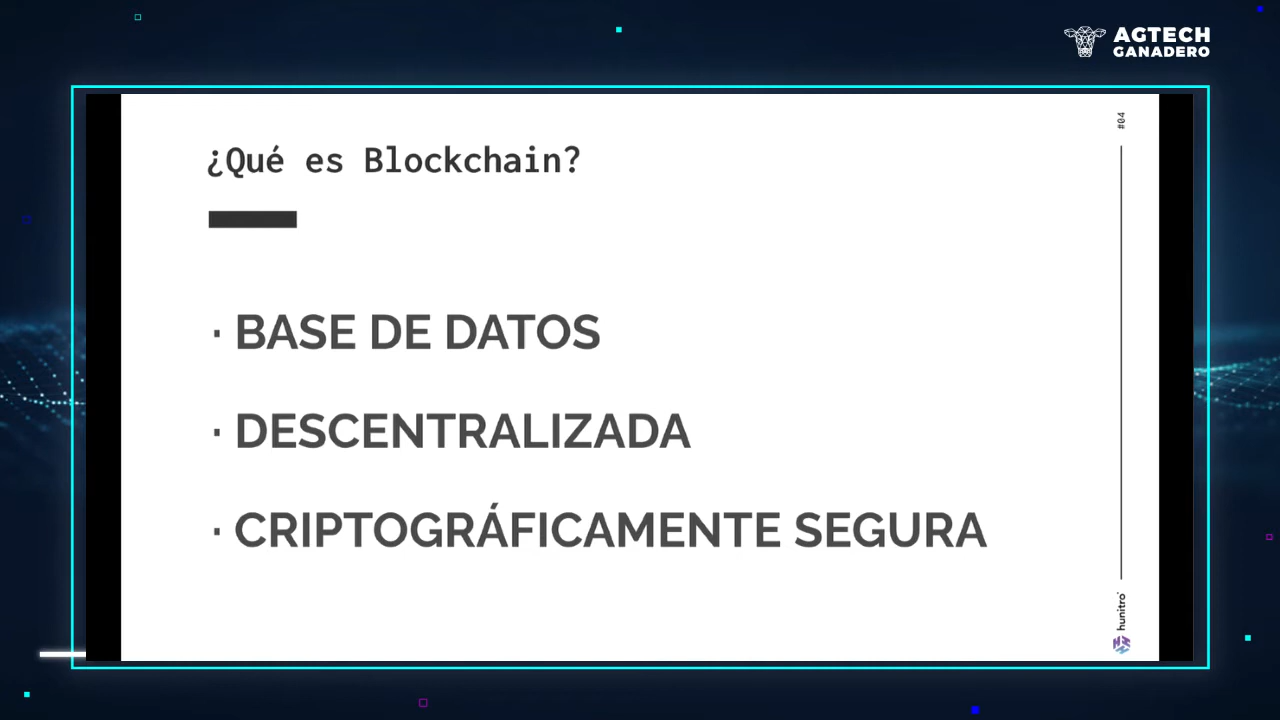 AGTECH
GANADERO
#04
¿Qué es Blockchain?
· BASE DE DATOS
· DESCENTRALIZADA
· CRIPTOGRÁFICAMENTE SEGURA
hunitro